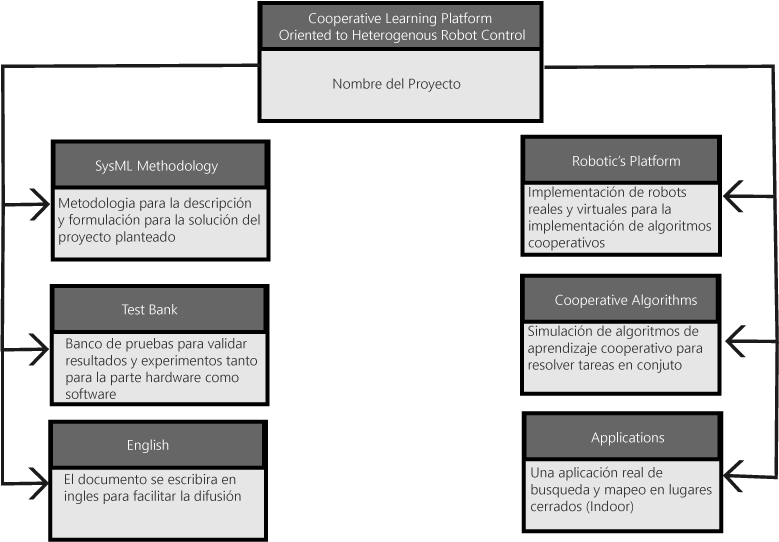 Cooperative Learning Platform
Oriented to Heterogenous Robot Control
Nombre del Proyecto
SysML Methodology
Metodologia para la descripción
y formulación para la solución del
proyecto planteado
Test Bank
Banco de pruebas para validar
resultados y experimentos tanto
para la parte hardware como
software
English
El documento se escribira en
ingles para facilitar la difusión
Robotic's Platform
Implementación de robots
reales y virtuales para la
implementación de algoritmos
cooperativos
Cooperative Algorithms
Simulación de algoritmos de
aprendizaje cooperativo para
resolver tareas en conjuto
Applications
Una aplicación real de
busqueda y mapeo en lugares
cerrados (Indoor)